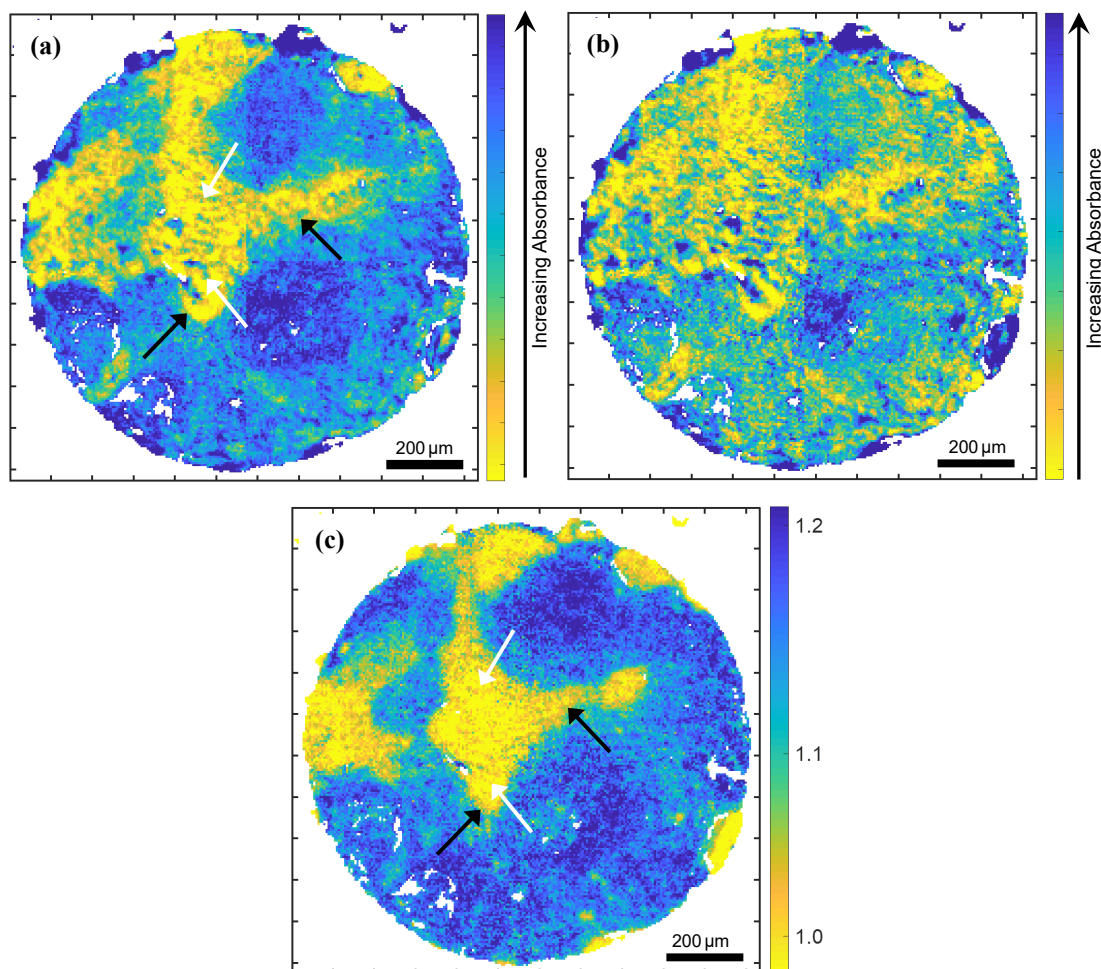 (a)
Increasing Absorbance
200 µm
(b)
Increasing Absorbance
200 µm
(c)
1.2
1.1
1.0
200 µm